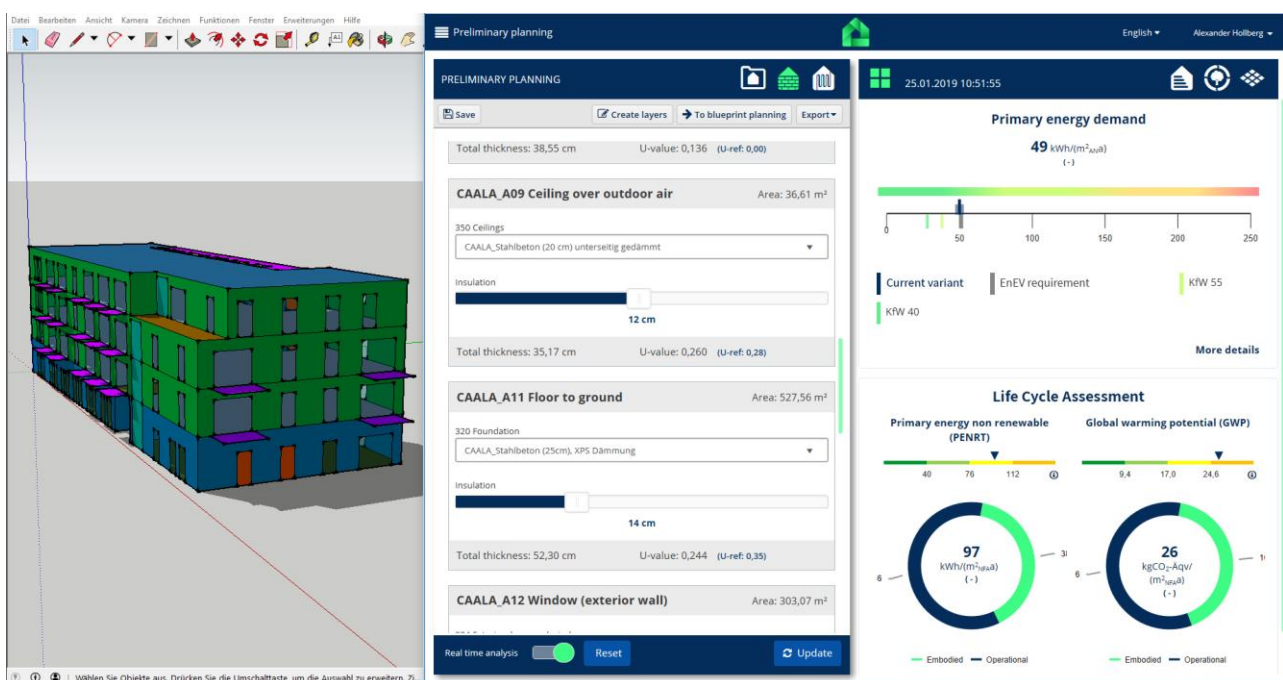 Datei Bearbeiten Ansicht Kamera Zeichnen Funktionen Fenster Erweiterungen Hilfe
A1
Wählen Sie Objekte aus. Drücken Sie die Umschalttaste, um die Auswahl zu erweitern. Zi...
Preliminary planning
English
Alexander Hollberg
PRELIMINARY PLANNING
Save Create layers To blueprint planning Export
Total thickness: 38,55 cm U-value: 0,136 (U-ref: 0,00)
CAALA_A09 Ceiling over outdoor air Area: 36,61 m²
350 Ceilings
CAALA_Stahlbeton (20 cm) unterseitig gedämmt
Insulation
12 cm
Total thickness: 35,17 cm U-value: 0,260 (U-ref: 0,28)
CAALA_A11 Floor to ground Area: 527,56 m²
320 Foundation
CAALA_Stahlbeton (25cm), XPS Dämmung
Insulation
14 cm
Total thickness: 52,30 cm U-value: 0,244 (U-ref: 0,35)
CAALA_A12 Window (exterior wall) Area: 303,07 m²
Real time analysis Reset Update
25.01.2019 10:51:55
Primary energy demand
49 kWh/(m²ANa)
(-)
0 50 100 150 200 250
Current variant EnEV requirement KfW 55
KfW 40
More details
Life Cycle Assessment
Primary energy non renewable (PENRT)
40 76 112
97
kWh/(m²NFAa)
(-)
6
Embodied Operational
Global warming potential (GWP)
9,4 17,0 24,6
26
kgCO2-Äqv/
(m²NFAa)
(-)
6
Embodied Operational